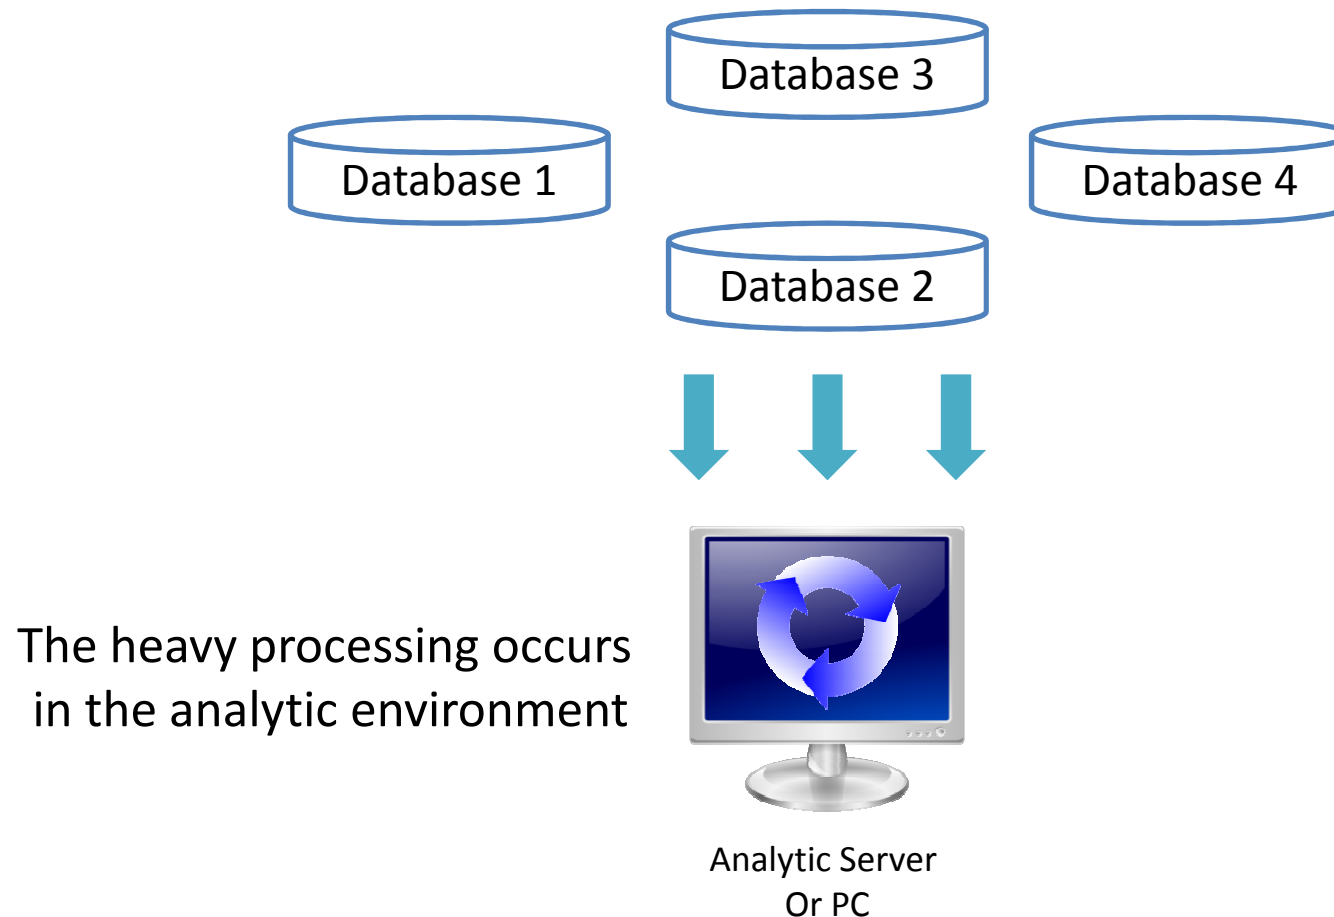 Database 3
Database 1
Database 4
Database 2
The heavy processing occurs
in the analytic environment
Analytic Server
Or PC